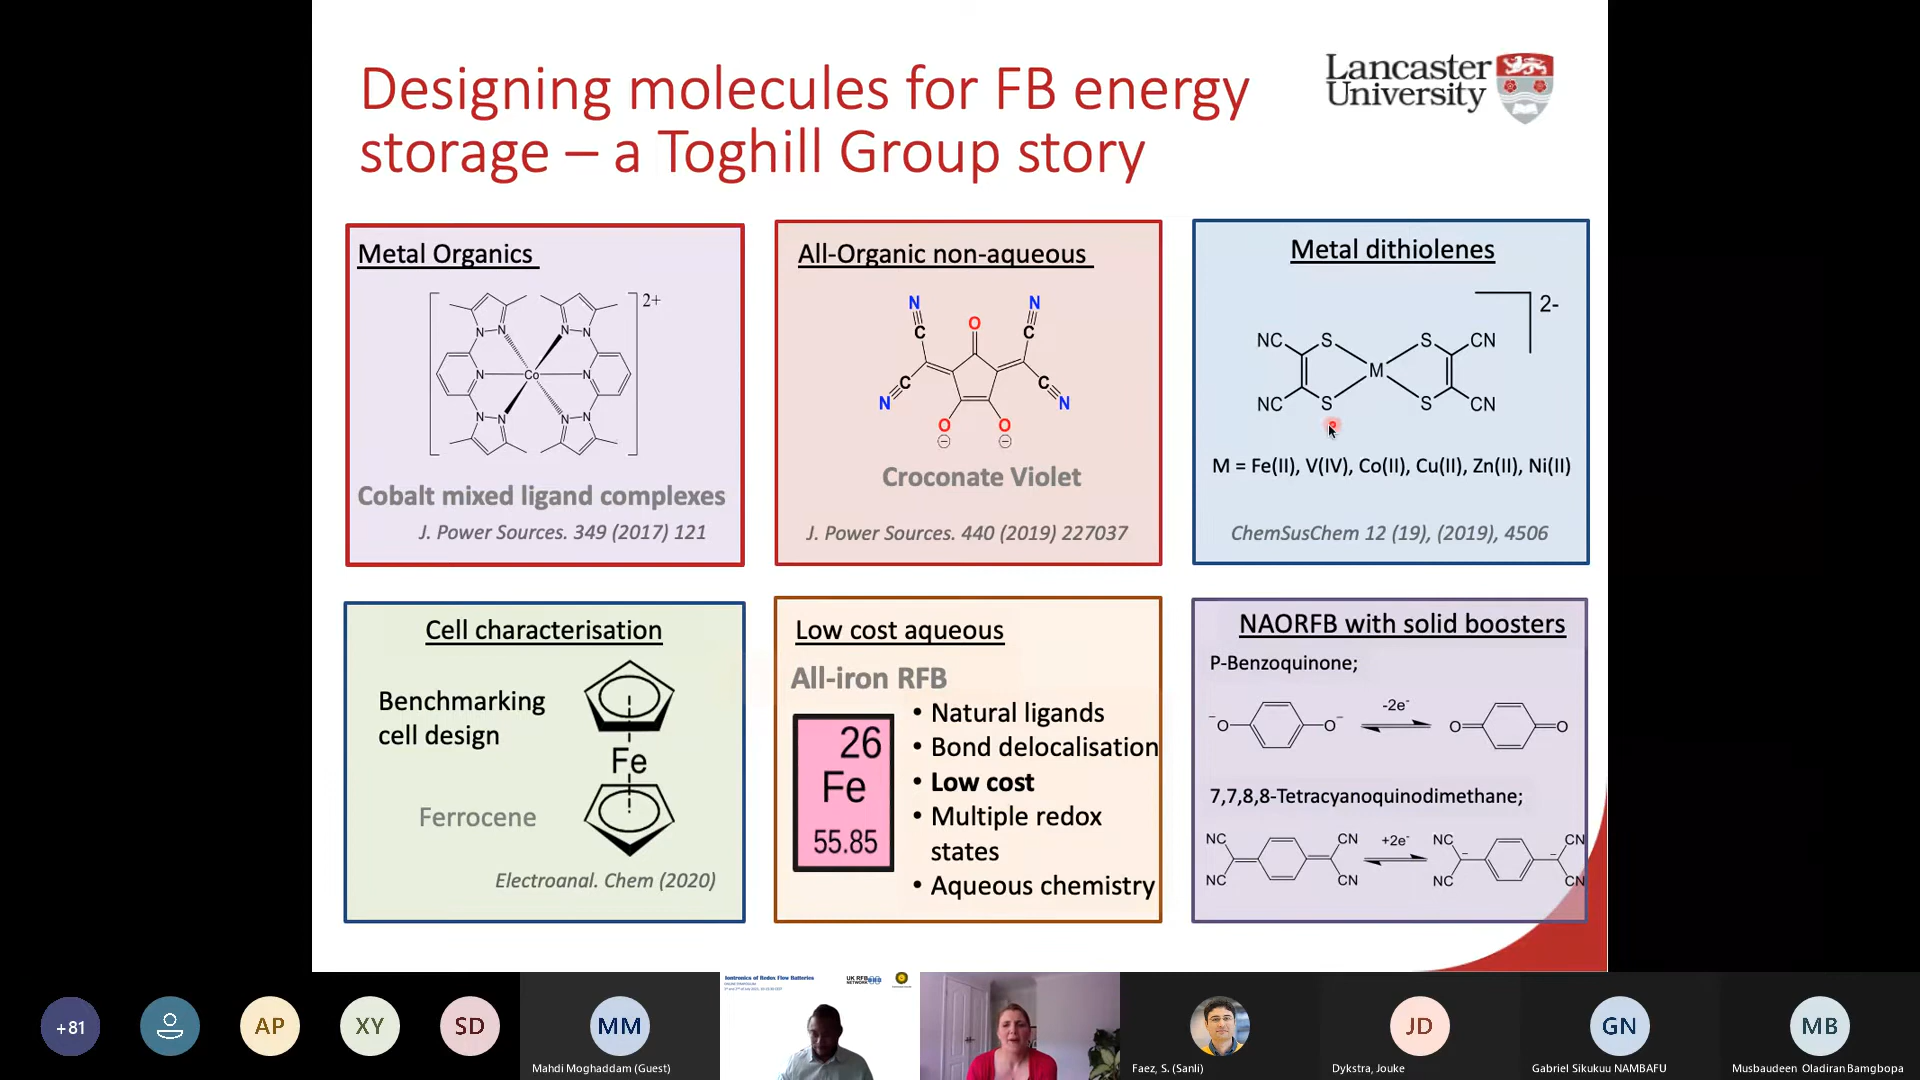 Designing molecules for FB energy
storage – a Toghill Group story
Lancaster
University
Metal Organics
2+
N N N N
N Co N
N N N N
Cobalt mixed ligand complexes
J. Power Sources. 349 (2017) 121
All-Organic non-aqueous
N N
C O C
C C
N N
O O
Croconate Violet
J. Power Sources. 440 (2019) 227037
Metal dithiolenes
2-
NC S S CN
M
NC S S CN
M = Fe(II), V(IV), Co(II), Cu(II), Zn(II), Ni(II)
ChemSusChem 12 (19), (2019), 4506
Cell characterisation
Benchmarking
cell design
Fe
Ferrocene
Electroanal. Chem (2020)
Low cost aqueous
All-iron RFB
26
Fe
55.85
• Natural ligands
• Bond delocalisation
• Low cost
• Multiple redox
states
• Aqueous chemistry
NAORFB with solid boosters
P-Benzoquinone;
-2e-
-O O- O O
7,7,8,8-Tetracyanoquinodimethane;
NC CN +2e- NC CN
NC CN NC CN
+81
AP
XY
SD
MM
Mahdi Moghaddam (Guest)
Iontronics of Redox Flow Batteries
UK RFB
NETWORK
Faez, S. (Sanli)
JD
Dykstra, Jouke
GN
Gabriel Sikukuu NAMBAFU
MB
Musbaudeen Oladiran Bamgbopa